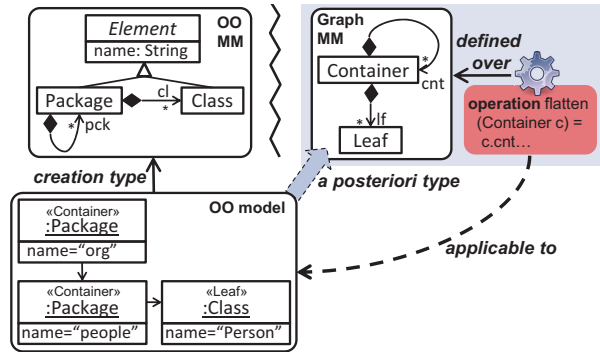 OO
MM
Element
name: String
Package
cl
*
Class
*
pck
Graph
MM
Container
*
cnt
*
lf
Leaf
defined
over
operation flatten
(Container c) =
c.cnt…
creation type
a posteriori type
applicable to
OO model
«Container»
:Package
name="org"
«Container»
:Package
name="people"
«Leaf»
:Class
name="Person"